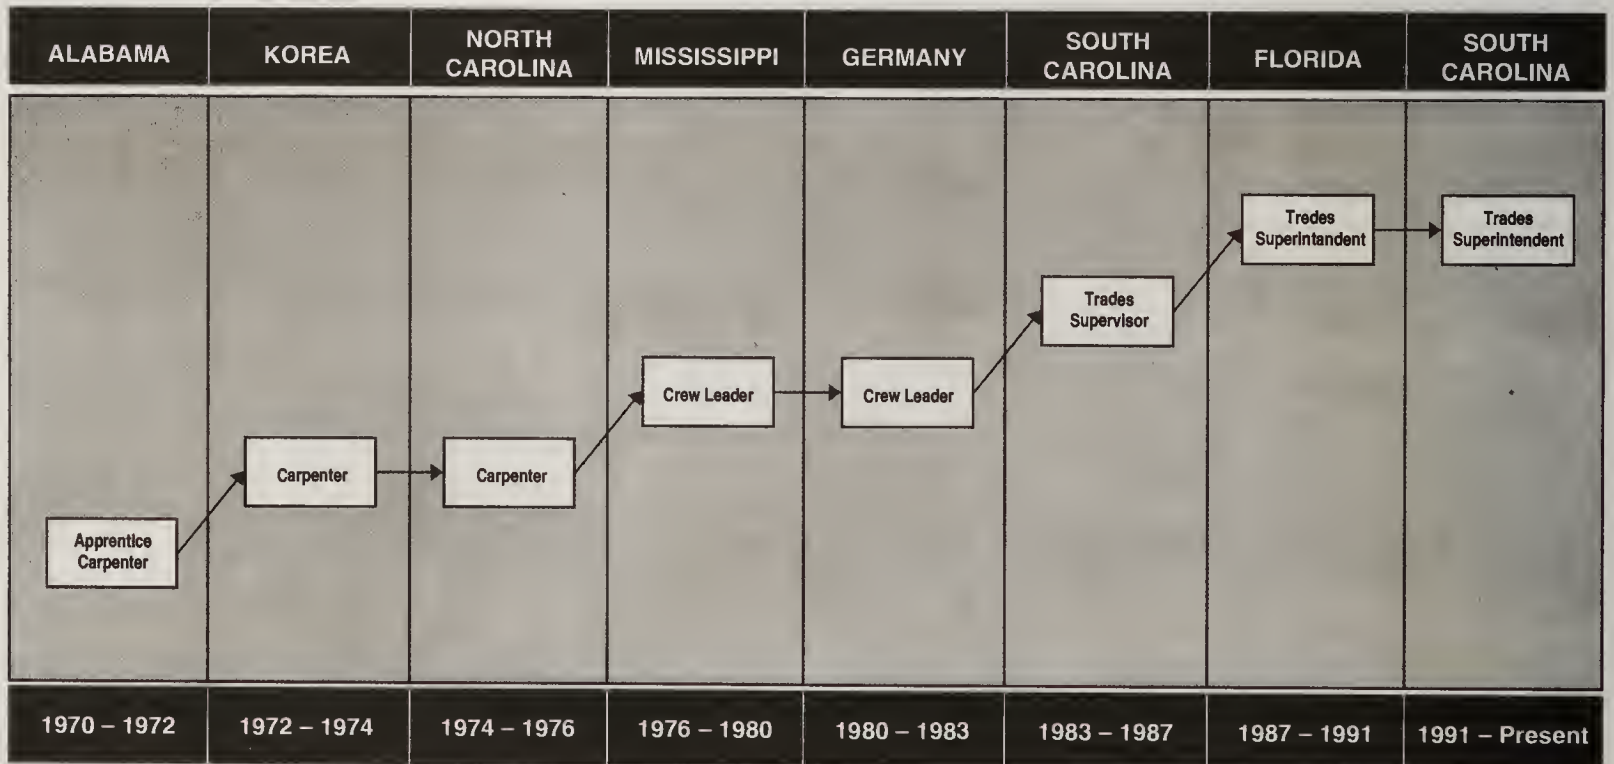 ALABAMA
KOREA
NORTH
CAROLINA
MISSISSIPPI
GERMANY
SOUTH
CAROLINA
FLORIDA
SOUTH
CAROLINA
Apprentice
Carpenter
Carpenter
Carpenter
Crew Leader
Crew Leader
Trades
Supervisor
Tredes
Superintandent
Trades
Superintendent
1970 – 1972
1972 – 1974
1974 – 1976
1976 – 1980
1980 – 1983
1983 – 1987
1987 – 1991
1991 – Present